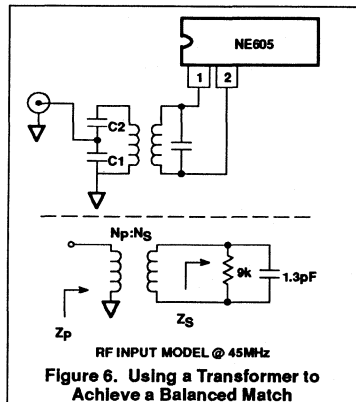 NE605
1 2
C2
C1
NP:NS
9k
1.3pF
ZS
ZP
RF INPUT MODEL @ 45MHz
Figure 6. Using a Transformer to
Achieve a Balanced Match